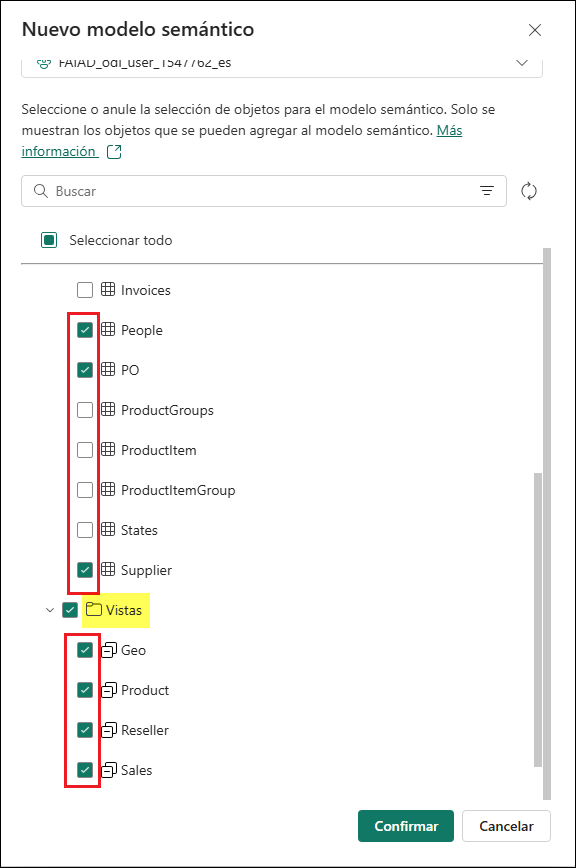 Nuevo modelo semántico
FAIAD_odl_user_1547762_es
Seleccione o anule la selección de objetos para el modelo semántico. Solo se
muestran los objetos que se pueden agregar al modelo semántico. Más
información
Buscar
Seleccionar todo
Invoices
People
PO
ProductGroups
ProductItem
ProductItemGroup
States
Supplier
Vistas
Geo
Product
Reseller
Sales
Confirmar
Cancelar